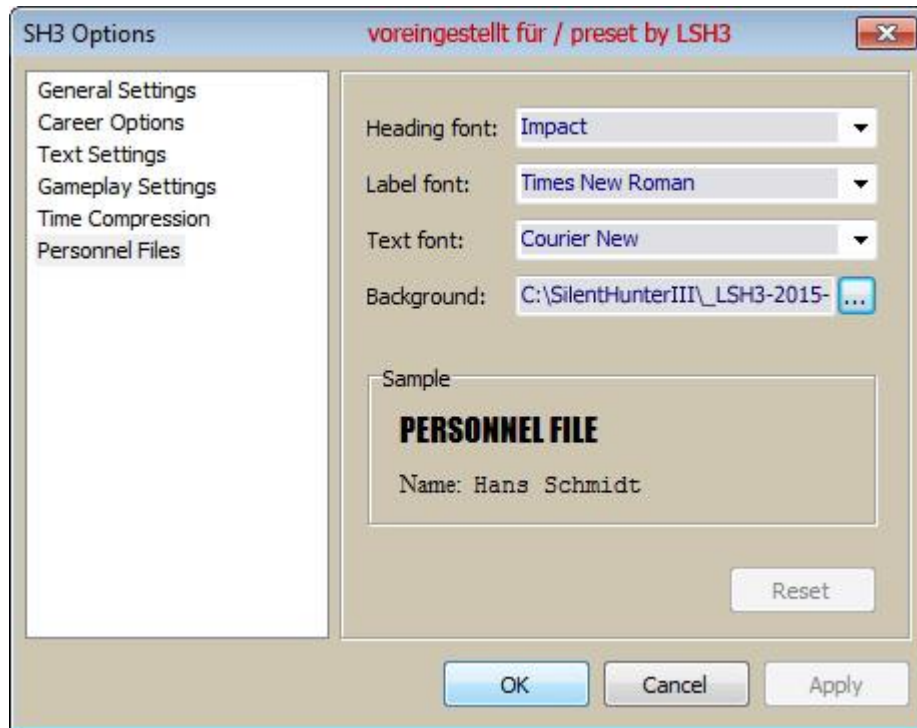 SH3 Options voreingestellt für / preset by LSH3
General Settings
Career Options
Text Settings
Gameplay Settings
Time Compression
Personnel Files
Heading font: Impact
Label font: Times New Roman
Text font: Courier New
Background: C:\SilentHunterIII\_LSH3-2015- ...
Sample
PERSONNEL FILE
Name: Hans Schmidt
Reset
OK Cancel Apply